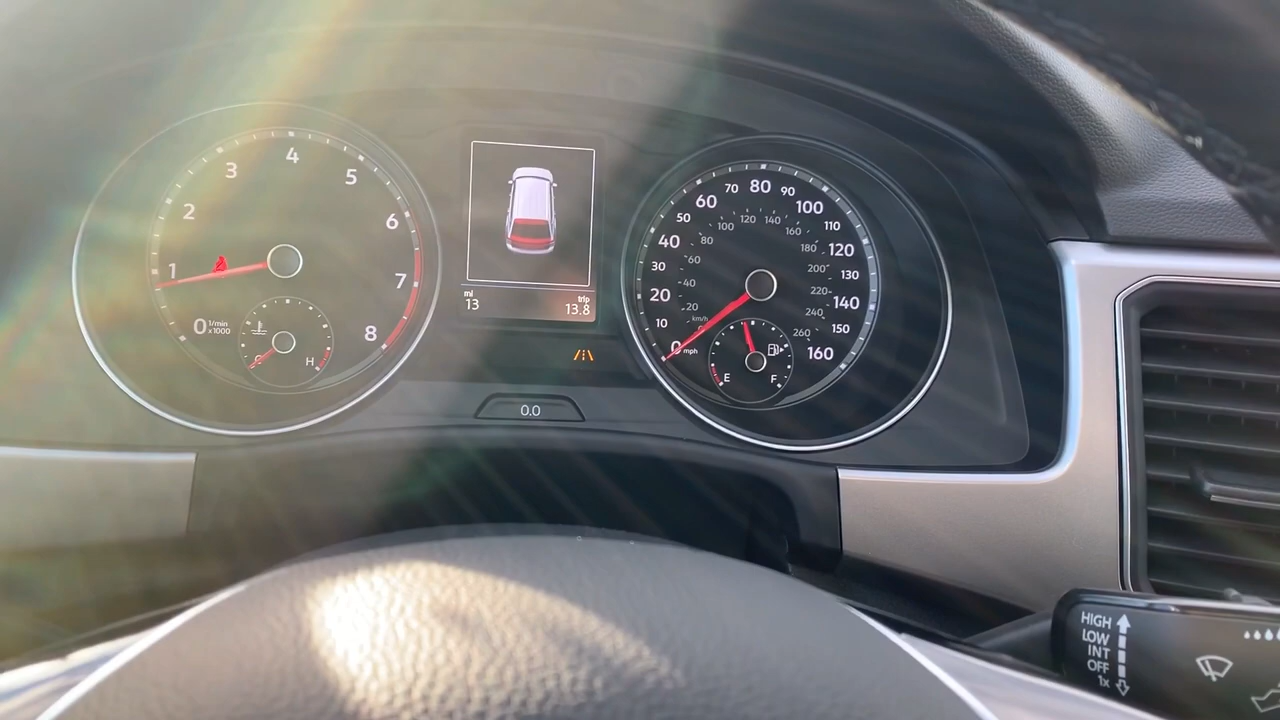 0 1 2 3 4 5 6 7 8
1/min
x1000
H
mi
13
trip
13.8
0.0
0 10 20 30 40 50 60 70 80 90 100 110 120 130 140 150 160
mph
20 40 60 80 100 120 140 160 180 200 220 240 260
km/h
E F
HIGH
LOW
INT
OFF
1x